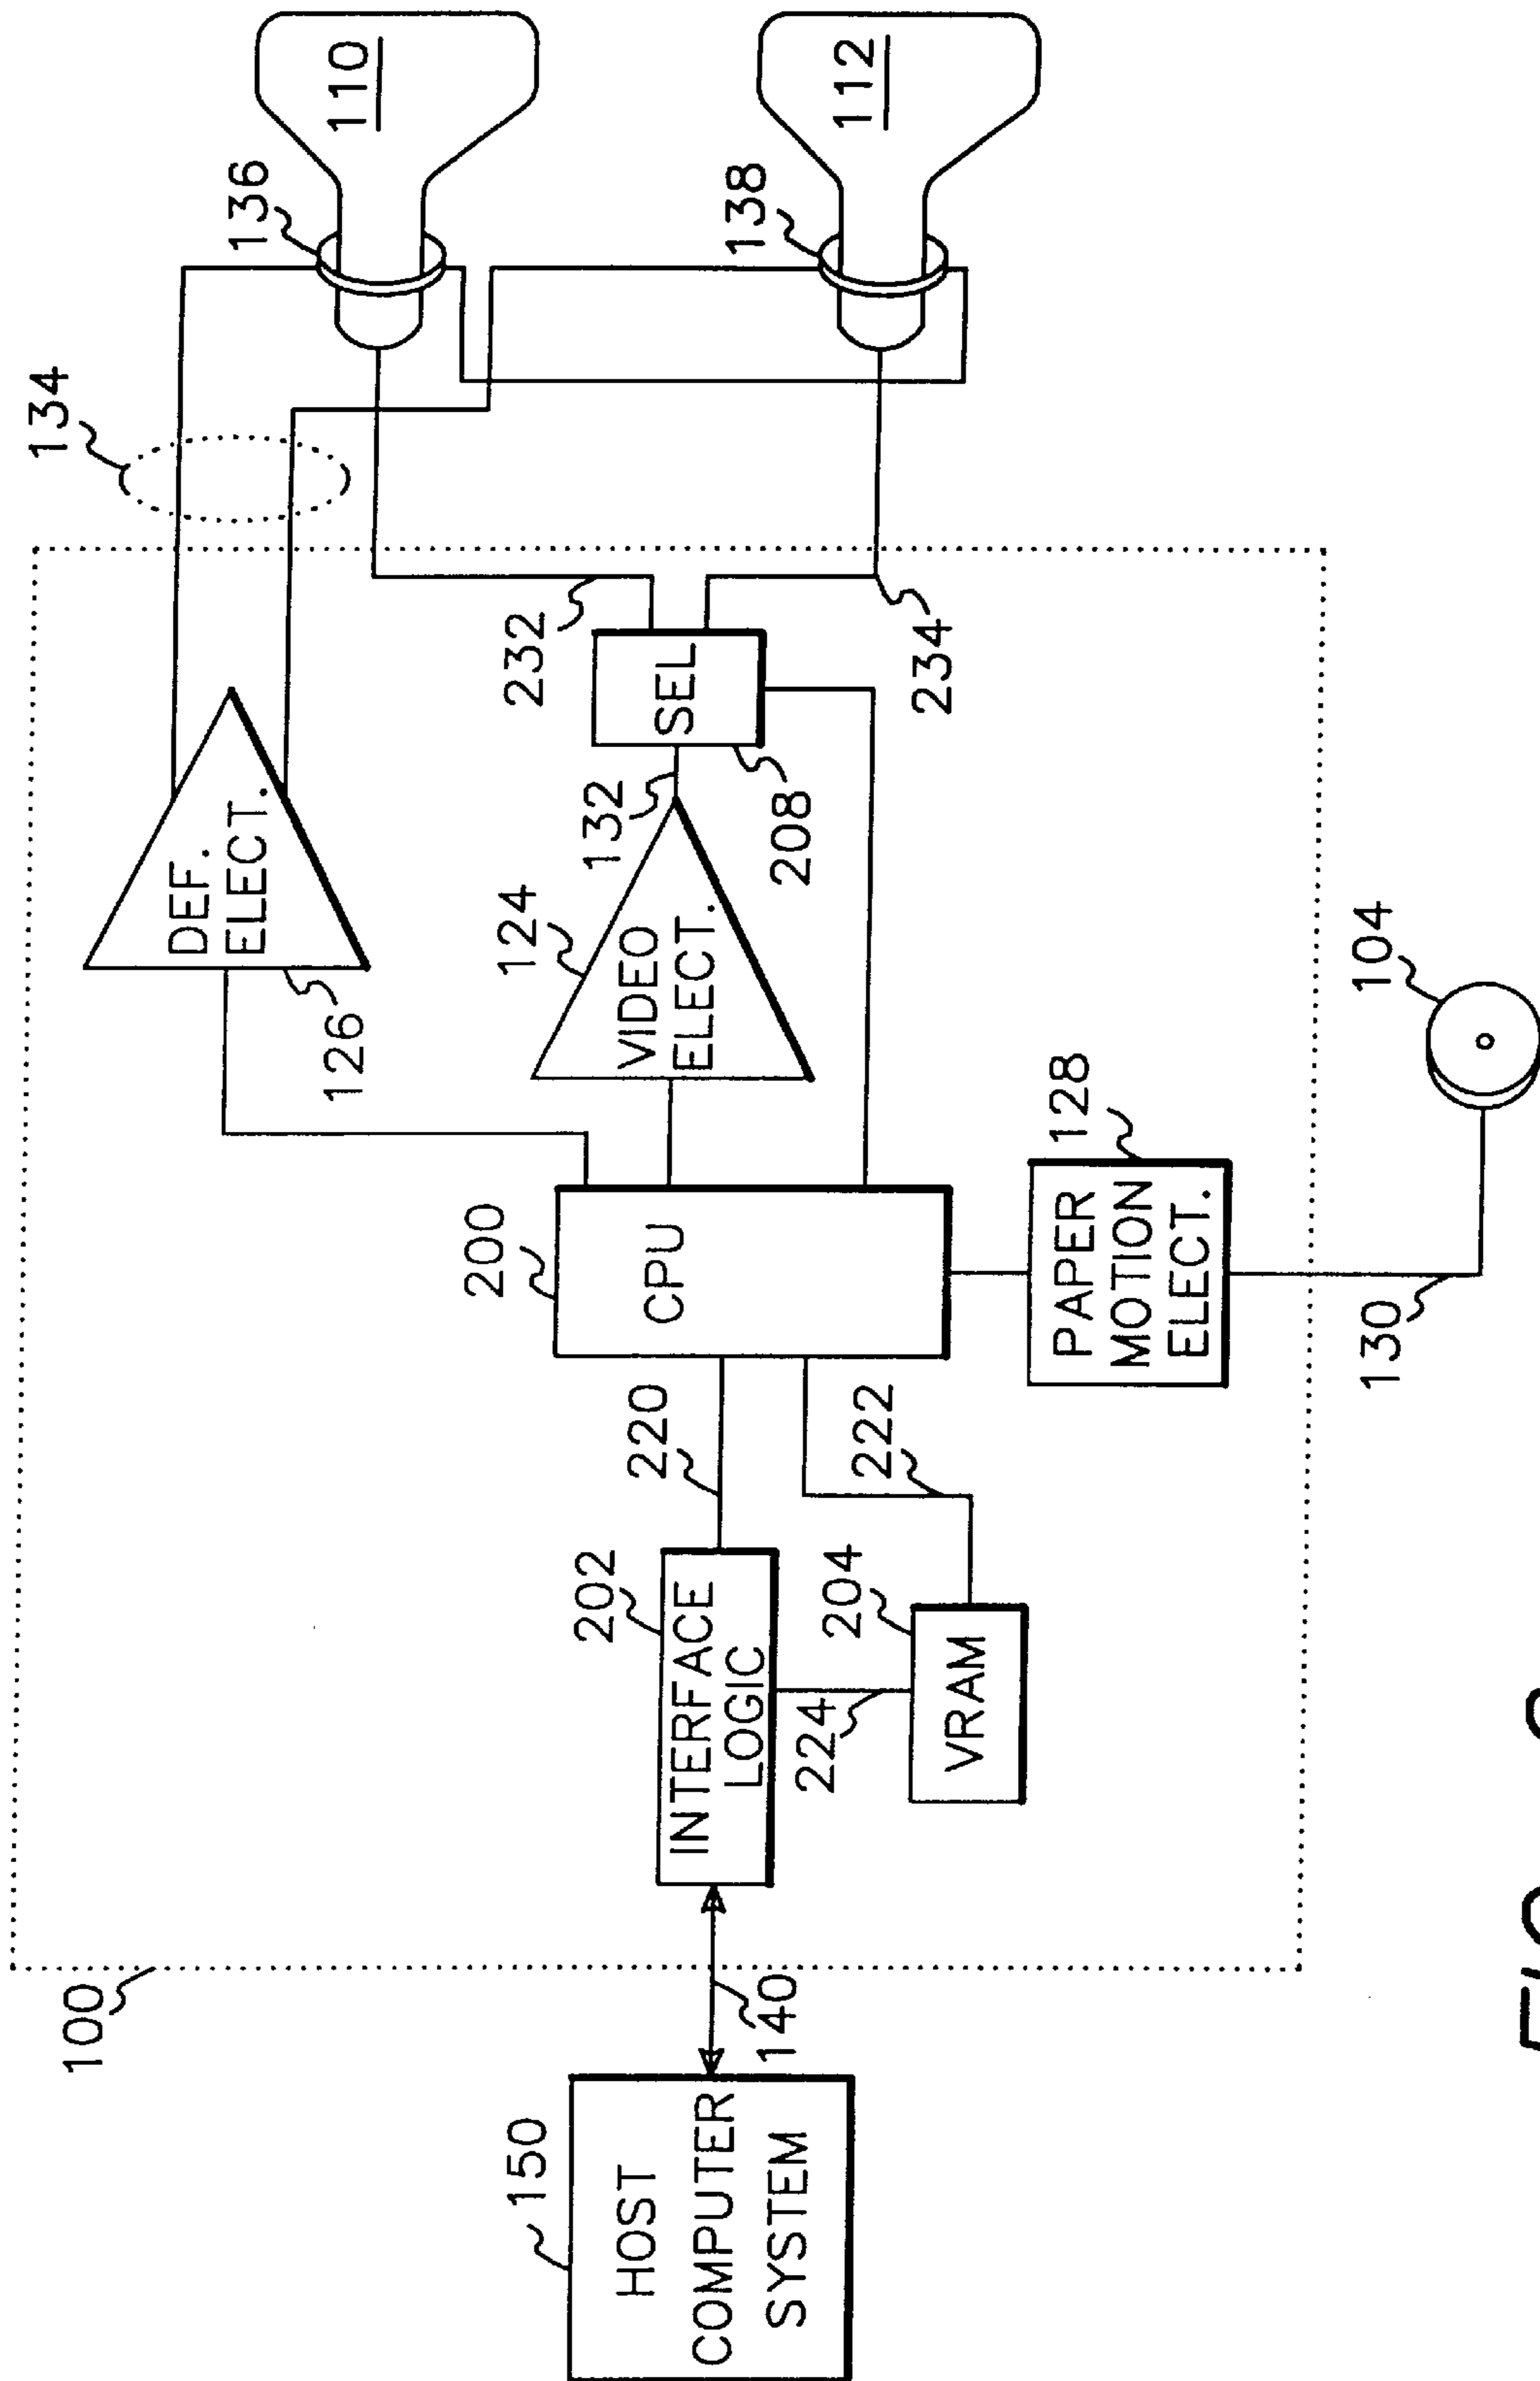 100
134
136
110
DEF.
ELECT.
126
150
HOST
COMPUTER
SYSTEM
140
202
INTERFACE
LOGIC
220
200
CPU
124
VIDEO
ELECT.
132
232
SEL
208
234
138
112
224
204
VRAM
222
128
PAPER
MOTION
ELECT.
130
104